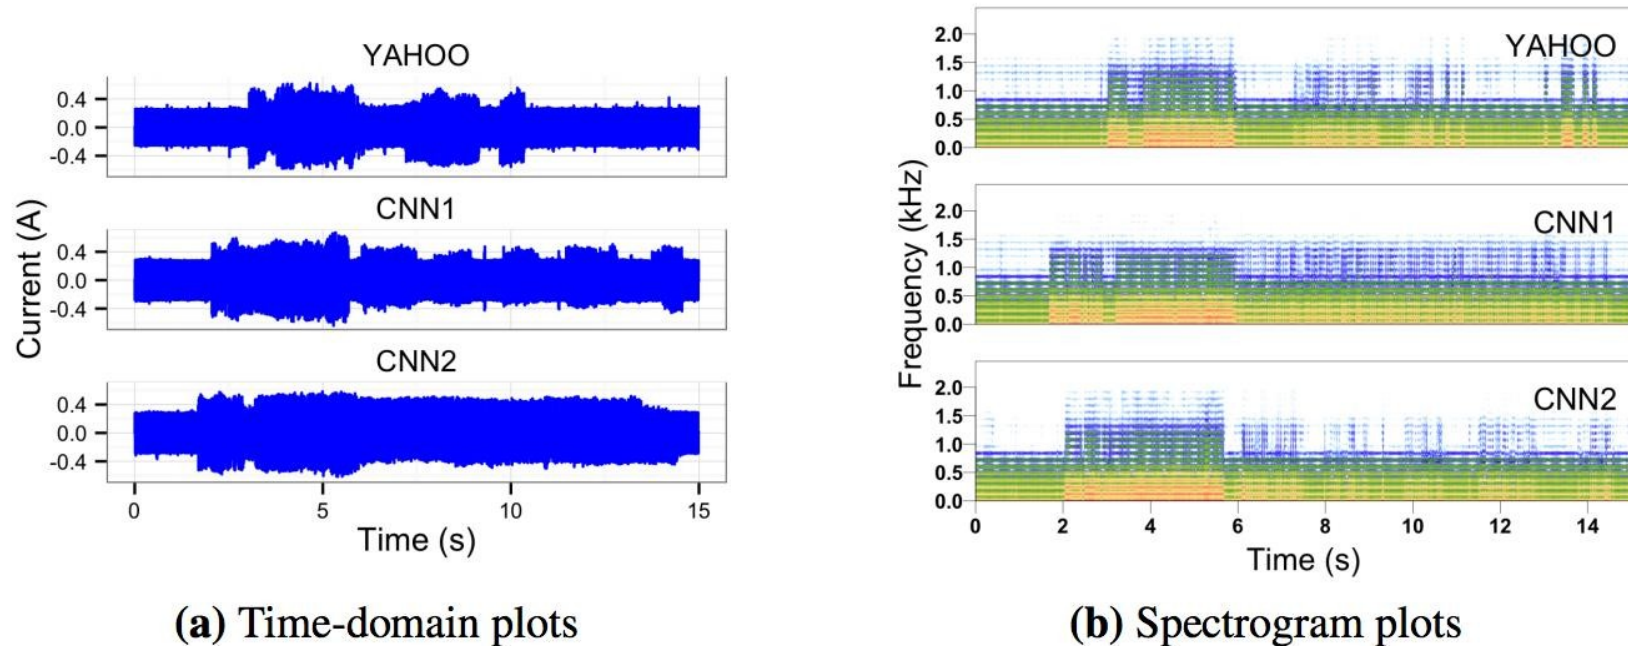 YAHOO
0.4
0.0
-0.4
CNN1
0.4
0.0
-0.4
CNN2
0.4
0.0
-0.4
0 5 10 15
Current (A)
Time (s)
(a) Time-domain plots
YAHOO
2.0
1.5
1.0
0.5
0.0
CNN1
2.0
1.5
1.0
0.5
0.0
CNN2
2.0
1.5
1.0
0.5
0.0
0 2 4 6 8 10 12 14
Frequency (kHz)
Time (s)
(b) Spectrogram plots